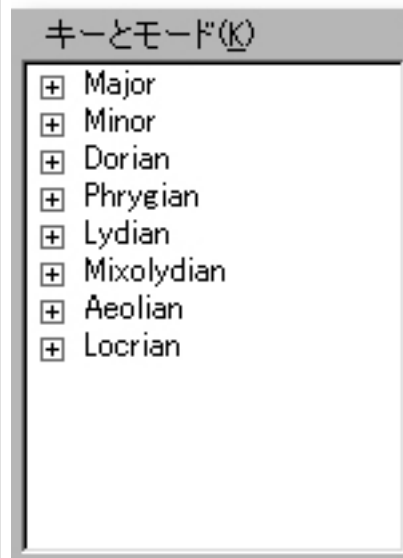 キーとモード(K)
Major
Minor
Dorian
Phrygian
Lydian
Mixolydian
Aeolian
Locrian